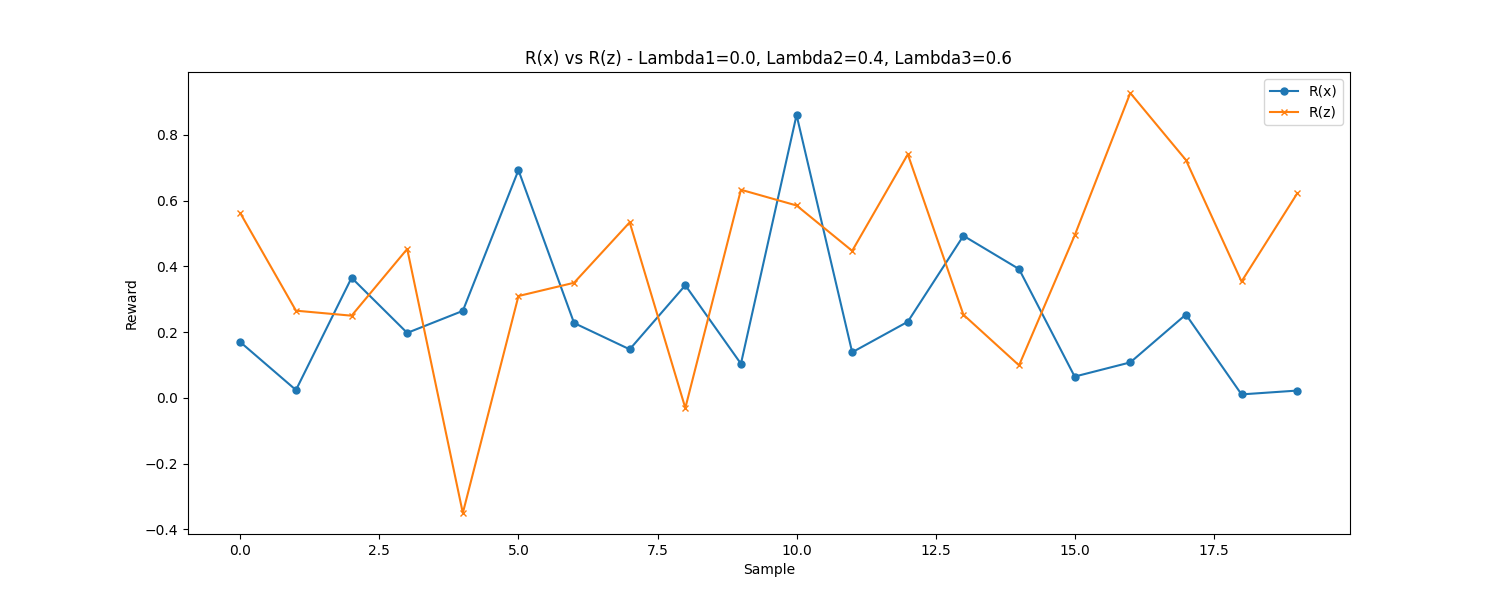 R(x) vs R(z) - Lambda1=0.0, Lambda2=0.4, Lambda3=0.6
R(x)
R(z)
Reward
0.8
0.6
0.4
0.2
0.0
−0.2
−0.4
0.0 2.5 5.0 7.5 10.0 12.5 15.0 17.5
Sample